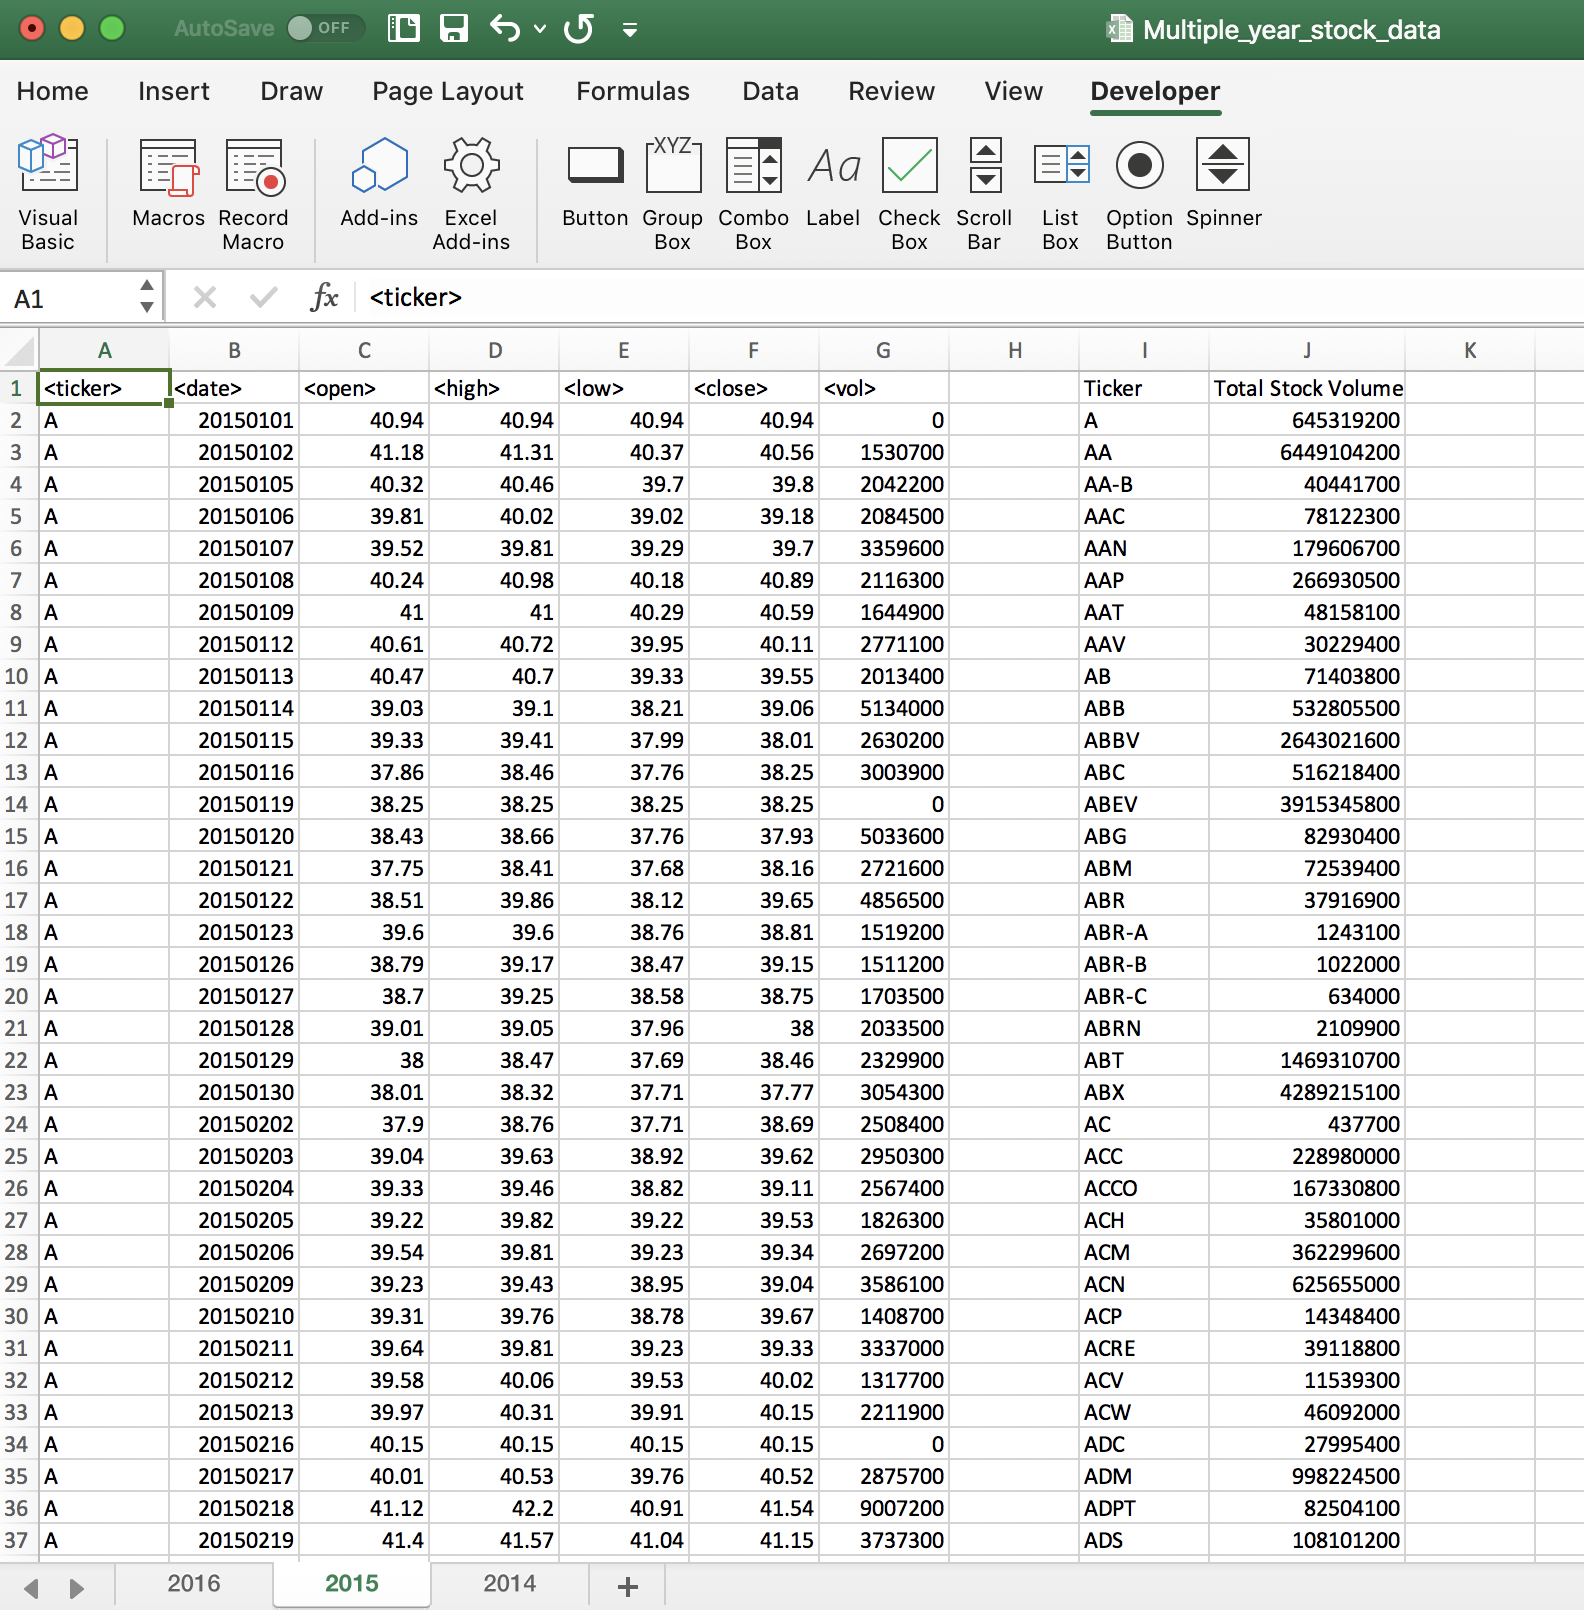 AutoSave OFF Multiple_year_stock_data
Home Insert Draw Page Layout Formulas Data Review View Developer
XYZ Aa
Visual Basic Macros Record Macro Add-ins Excel Add-ins Button Group Box Combo Box Label Check Box Scroll Bar List Box Option Button Spinner
A1 fx <ticker>
A B C D E F G H I J K
1 <ticker> <date> <open> <high> <low> <close> <vol> Ticker Total Stock Volume
2 A 20150101 40.94 40.94 40.94 40.94 0 A 645319200
3 A 20150102 41.18 41.31 40.37 40.56 1530700 AA 6449104200
4 A 20150105 40.32 40.46 39.7 39.8 2042200 AA-B 40441700
5 A 20150106 39.81 40.02 39.02 39.18 2084500 AAC 78122300
6 A 20150107 39.52 39.81 39.29 39.7 3359600 AAN 179606700
7 A 20150108 40.24 40.98 40.18 40.89 2116300 AAP 266930500
8 A 20150109 41 41 40.29 40.59 1644900 AAT 48158100
9 A 20150112 40.61 40.72 39.95 40.11 2771100 AAV 30229400
10 A 20150113 40.47 40.7 39.33 39.55 2013400 AB 71403800
11 A 20150114 39.03 39.1 38.21 39.06 5134000 ABB 532805500
12 A 20150115 39.33 39.41 37.99 38.01 2630200 ABBV 2643021600
13 A 20150116 37.86 38.46 37.76 38.25 3003900 ABC 516218400
14 A 20150119 38.25 38.25 38.25 38.25 0 ABEV 3915345800
15 A 20150120 38.43 38.66 37.76 37.93 5033600 ABG 82930400
16 A 20150121 37.75 38.41 37.68 38.16 2721600 ABM 72539400
17 A 20150122 38.51 39.86 38.12 39.65 4856500 ABR 37916900
18 A 20150123 39.6 39.6 38.76 38.81 1519200 ABR-A 1243100
19 A 20150126 38.79 39.17 38.47 39.15 1511200 ABR-B 1022000
20 A 20150127 38.7 39.25 38.58 38.75 1703500 ABR-C 634000
21 A 20150128 39.01 39.05 37.96 38 2033500 ABRN 2109900
22 A 20150129 38 38.47 37.69 38.46 2329900 ABT 1469310700
23 A 20150130 38.01 38.32 37.71 37.77 3054300 ABX 4289215100
24 A 20150202 37.9 38.76 37.71 38.69 2508400 AC 437700
25 A 20150203 39.04 39.63 38.92 39.62 2950300 ACC 228980000
26 A 20150204 39.33 39.46 38.82 39.11 2567400 ACCO 167330800
27 A 20150205 39.22 39.82 39.22 39.53 1826300 ACH 35801000
28 A 20150206 39.54 39.81 39.23 39.34 2697200 ACM 362299600
29 A 20150209 39.23 39.43 38.95 39.04 3586100 ACN 625655000
30 A 20150210 39.31 39.76 38.78 39.67 1408700 ACP 14348400
31 A 20150211 39.64 39.81 39.23 39.33 3337000 ACRE 39118800
32 A 20150212 39.58 40.06 39.53 40.02 1317700 ACV 11539300
33 A 20150213 39.97 40.31 39.91 40.15 2211900 ACW 46092000
34 A 20150216 40.15 40.15 40.15 40.15 0 ADC 27995400
35 A 20150217 40.01 40.53 39.76 40.52 2875700 ADM 998224500
36 A 20150218 41.12 42.2 40.91 41.54 9007200 ADPT 82504100
37 A 20150219 41.4 41.57 41.04 41.15 3737300 ADS 108101200
2016 2015 2014 +